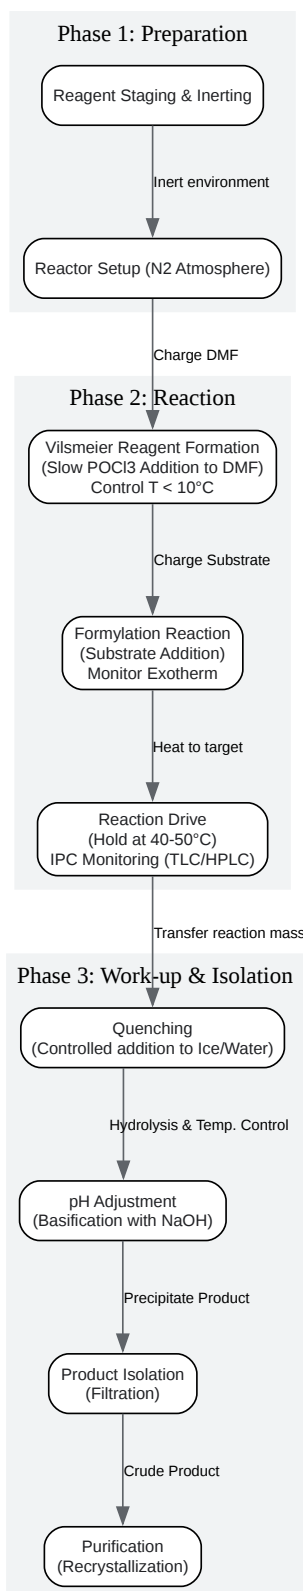 Phase 1: Preparation
Reagent Staging & Inerting
Inert environment
Reactor Setup (N2 Atmosphere)
Charge DMF
Phase 2: Reaction
Vilsmeier Reagent Formation
(Slow POCl3 Addition to DMF)
Control T < 10°C
Charge Substrate
Formylation Reaction
(Substrate Addition)
Monitor Exotherm
Heat to target
Reaction Drive
(Hold at 40-50°C)
IPC Monitoring (TLC/HPLC)
Transfer reaction mass
Phase 3: Work-up & Isolation
Quenching
(Controlled addition to Ice/Water)
Hydrolysis & Temp. Control
pH Adjustment
(Basification with NaOH)
Precipitate Product
Product Isolation
(Filtration)
Crude Product
Purification
(Recrystallization)